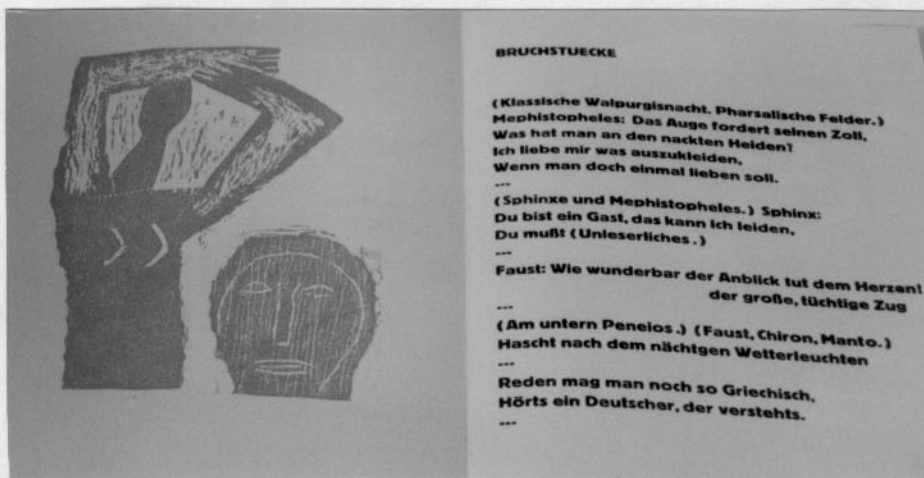 BRUCHSTUECKE
(Klassische Walpurgisnacht. Pharsalische Felder.)
Mephistopheles: Das Auge fordert seinen Zoll,
Was hat man an den nackten Heiden?
Ich liebe mir was auszukleiden,
Wenn man doch einmal lieben soll.
---
(Sphinxe und Mephistopheles.) Sphinx:
Du bist ein Gast, das kann ich leiden,
Du mußt (Unleserliches.)
---
Faust: Wie wunderbar der Anblick tut dem Herzen!
der große, tüchtige Zug
---
(Am untern Peneios.) (Faust, Chiron, Manto.)
Hascht nach dem nächtgen Wetterleuchten
---
Reden mag man noch so Griechisch,
Hörts ein Deutscher, der verstehts.
---